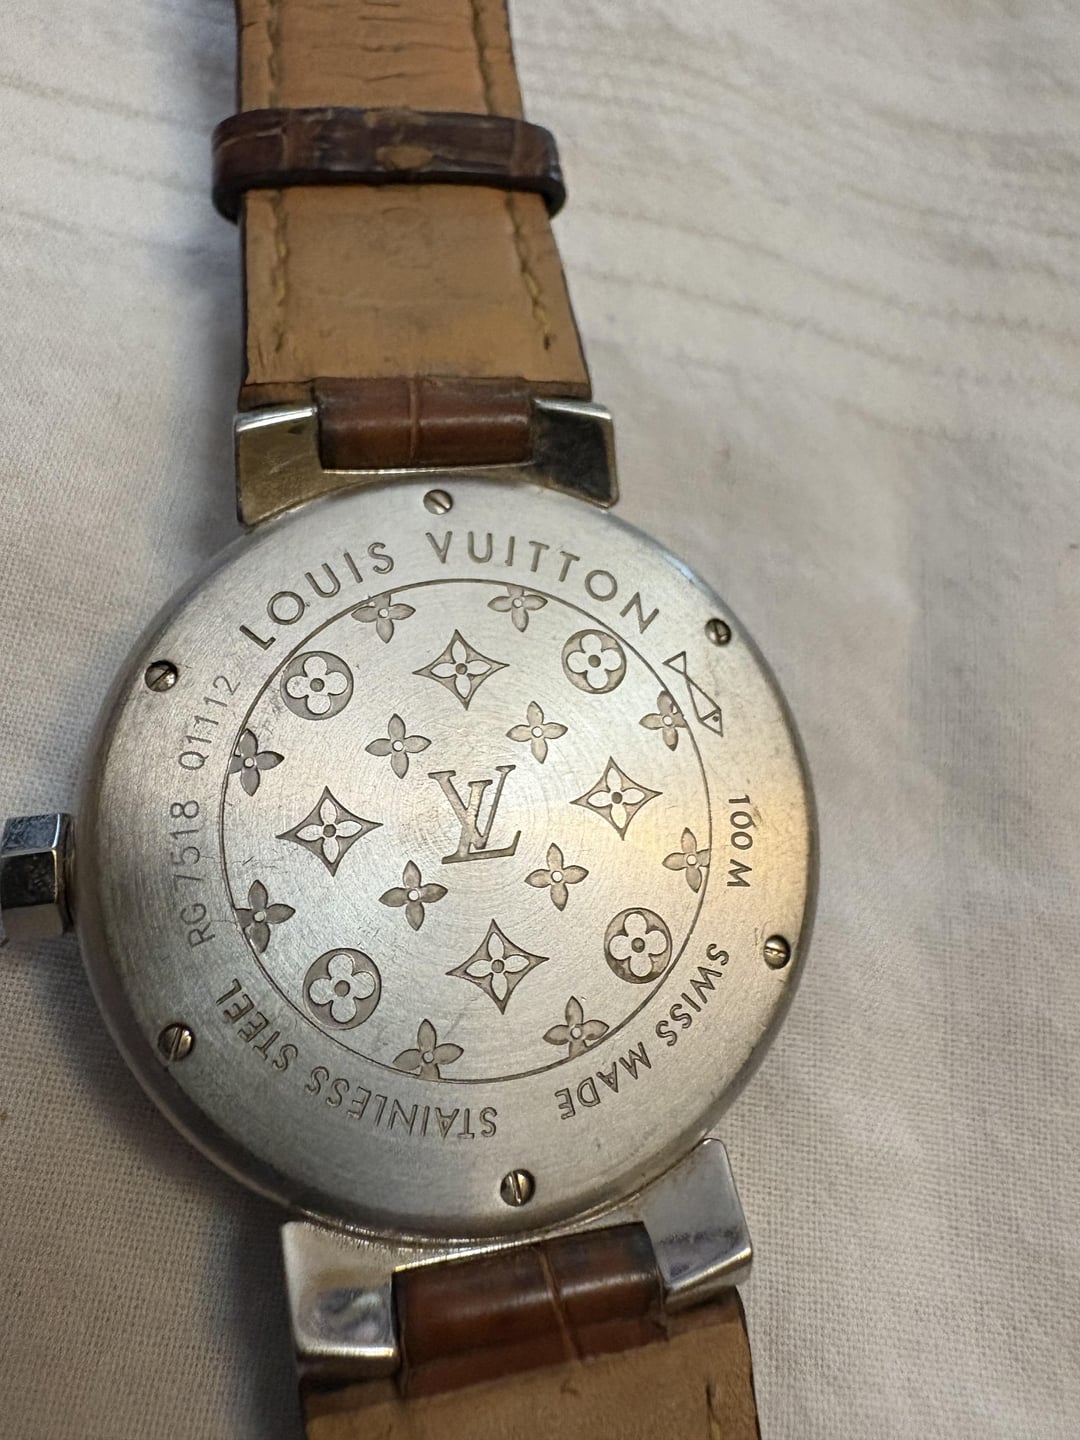 LOUIS VUITTON
100 M
SWISS MADE
STAINLESS STEEL
RG 7518 Q1112
LV